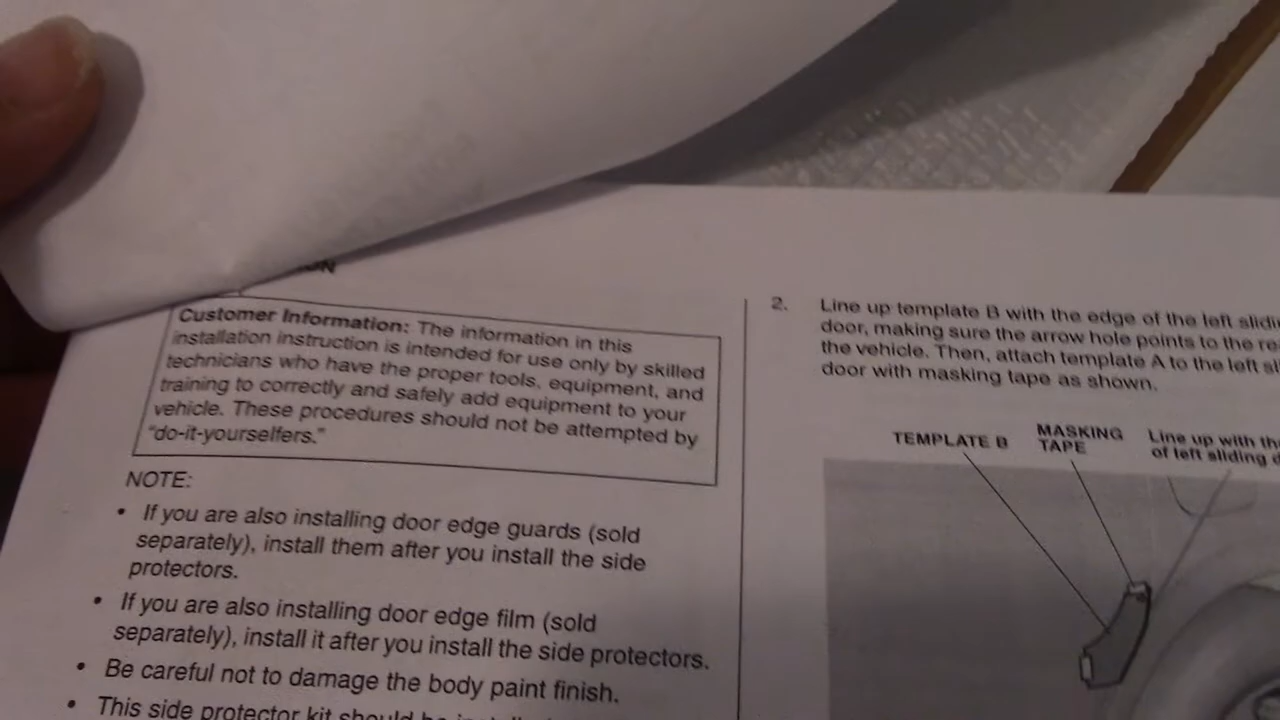 Customer Information: The information in this
installation instruction is intended for use only by skilled
technicians who have the proper tools, equipment, and
training to correctly and safely add equipment to your
vehicle. These procedures should not be attempted by
"do-it-yourselfers."
NOTE:
• If you are also installing door edge guards (sold
separately), install them after you install the side
protectors.
• If you are also installing door edge film (sold
separately), install it after you install the side protectors.
• Be careful not to damage the body paint finish.
• This side protector kit should be
2. Line up template B with the edge of the left
door, making sure the arrow hole points to the
the vehicle. Then, attach template A to the left
door with masking tape as shown.
TEMPLATE B
MASKING
TAPE
Line up with
of left sliding